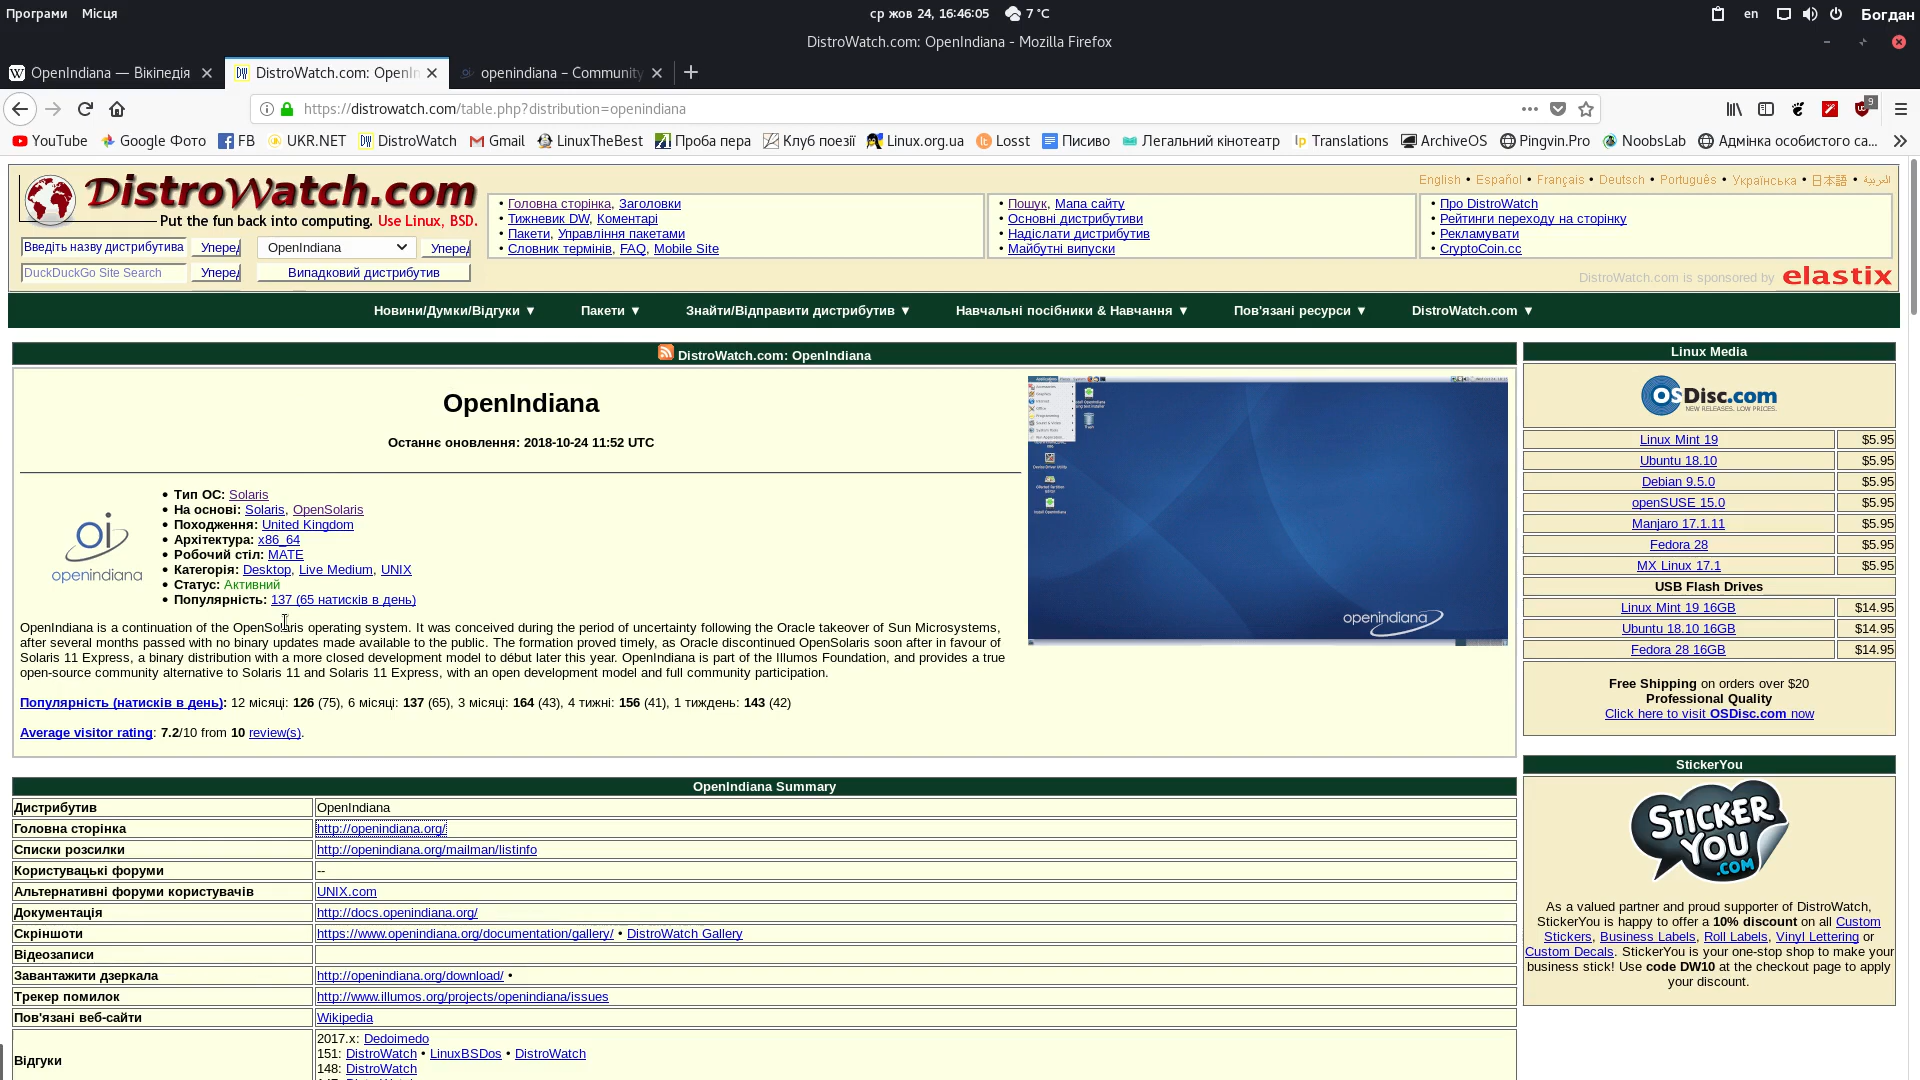 Програми Місця
ср жов 24, 16:46:05 7 °C
en Богдан
DistroWatch.com: OpenIndiana - Mozilla Firefox
OpenIndiana — Вікіпедія
DistroWatch.com: OpenIn
openindiana – Community
https://distrowatch.com/table.php?distribution=openindiana
9
YouTube Google Фото FB UKR.NET DistroWatch Gmail LinuxTheBest Проба пера Клуб поезії Linux.org.ua Losst Писиво Легальний кінотеатр Translations ArchiveOS Pingvin.Pro NoobsLab Адмінка особистого са...
DistroWatch.com
Put the fun back into computing. Use Linux, BSD.
English • Español • Français • Deutsch • Português • Українська • 日本語 • العربية
• Головна сторінка, Заголовки
• Тижневик DW, Коментарі
• Пакети, Управління пакетами
• Словник термінів, FAQ, Mobile Site
• Пошук, Мапа сайту
• Основні дистрибутиви
• Надіслати дистрибутив
• Майбутні випуски
• Про DistroWatch
• Рейтинги переходу на сторінку
• Рекламувати
• CryptoCoin.cc
Введіть назву дистрибутива Уперед OpenIndiana Уперед
DuckDuckGo Site Search Уперед Випадковий дистрибутив
DistroWatch.com is sponsored by elastix
Новини/Думки/Відгуки ▼ Пакети ▼ Знайти/Відправити дистрибутив ▼ Навчальні посібники & Навчання ▼ Пов'язані ресурси ▼ DistroWatch.com ▼
DistroWatch.com: OpenIndiana
OpenIndiana
Останнє оновлення: 2018-10-24 11:52 UTC
oi
openindiana
• Тип ОС: Solaris
• На основі: Solaris, OpenSolaris
• Походження: United Kingdom
• Архітектура: x86_64
• Робочий стіл: MATE
• Категорія: Desktop, Live Medium, UNIX
• Статус: Активний
• Популярність: 137 (65 натисків в день)
openindiana
OpenIndiana is a continuation of the OpenSolaris operating system. It was conceived during the period of uncertainty following the Oracle takeover of Sun Microsystems,
after several months passed with no binary updates made available to the public. The formation proved timely, as Oracle discontinued OpenSolaris soon after in favour of
Solaris 11 Express, a binary distribution with a more closed development model to début later this year. OpenIndiana is part of the Illumos Foundation, and provides a true
open-source community alternative to Solaris 11 and Solaris 11 Express, with an open development model and full community participation.
Популярність (натисків в день): 12 місяці: 126 (75), 6 місяці: 137 (65), 3 місяці: 164 (43), 4 тижні: 156 (41), 1 тиждень: 143 (42)
Average visitor rating: 7.2/10 from 10 review(s).
OpenIndiana Summary
Дистрибутив OpenIndiana
Головна сторінка http://openindiana.org/
Списки розсилки http://openindiana.org/mailman/listinfo
Користувацькі форуми --
Альтернативні форуми користувачів UNIX.com
Документація http://docs.openindiana.org/
Скріншоти https://www.openindiana.org/documentation/gallery/ • DistroWatch Gallery
Відеозаписи
Завантажити дзеркала http://openindiana.org/download/ •
Трекер помилок http://www.illumos.org/projects/openindiana/issues
Пов'язані веб-сайти Wikipedia
Відгуки
2017.x: Dedoimedo
151: DistroWatch • LinuxBSDos • DistroWatch
148: DistroWatch
Linux Media
OSDisc.com
NEW RELEASES. LOW PRICES.
Linux Mint 19 $5.95
Ubuntu 18.10 $5.95
Debian 9.5.0 $5.95
openSUSE 15.0 $5.95
Manjaro 17.1.11 $5.95
Fedora 28 $5.95
MX Linux 17.1 $5.95
USB Flash Drives
Linux Mint 19 16GB $14.95
Ubuntu 18.10 16GB $14.95
Fedora 28 16GB $14.95
Free Shipping on orders over $20
Professional Quality
Click here to visit OSDisc.com now
StickerYou
STICKER
YOU
.COM
As a valued partner and proud supporter of DistroWatch,
StickerYou is happy to offer a 10% discount on all Custom
Stickers, Business Labels, Roll Labels, Vinyl Lettering or
Custom Decals. StickerYou is your one-stop shop to make your
business stick! Use code DW10 at the checkout page to apply
your discount.